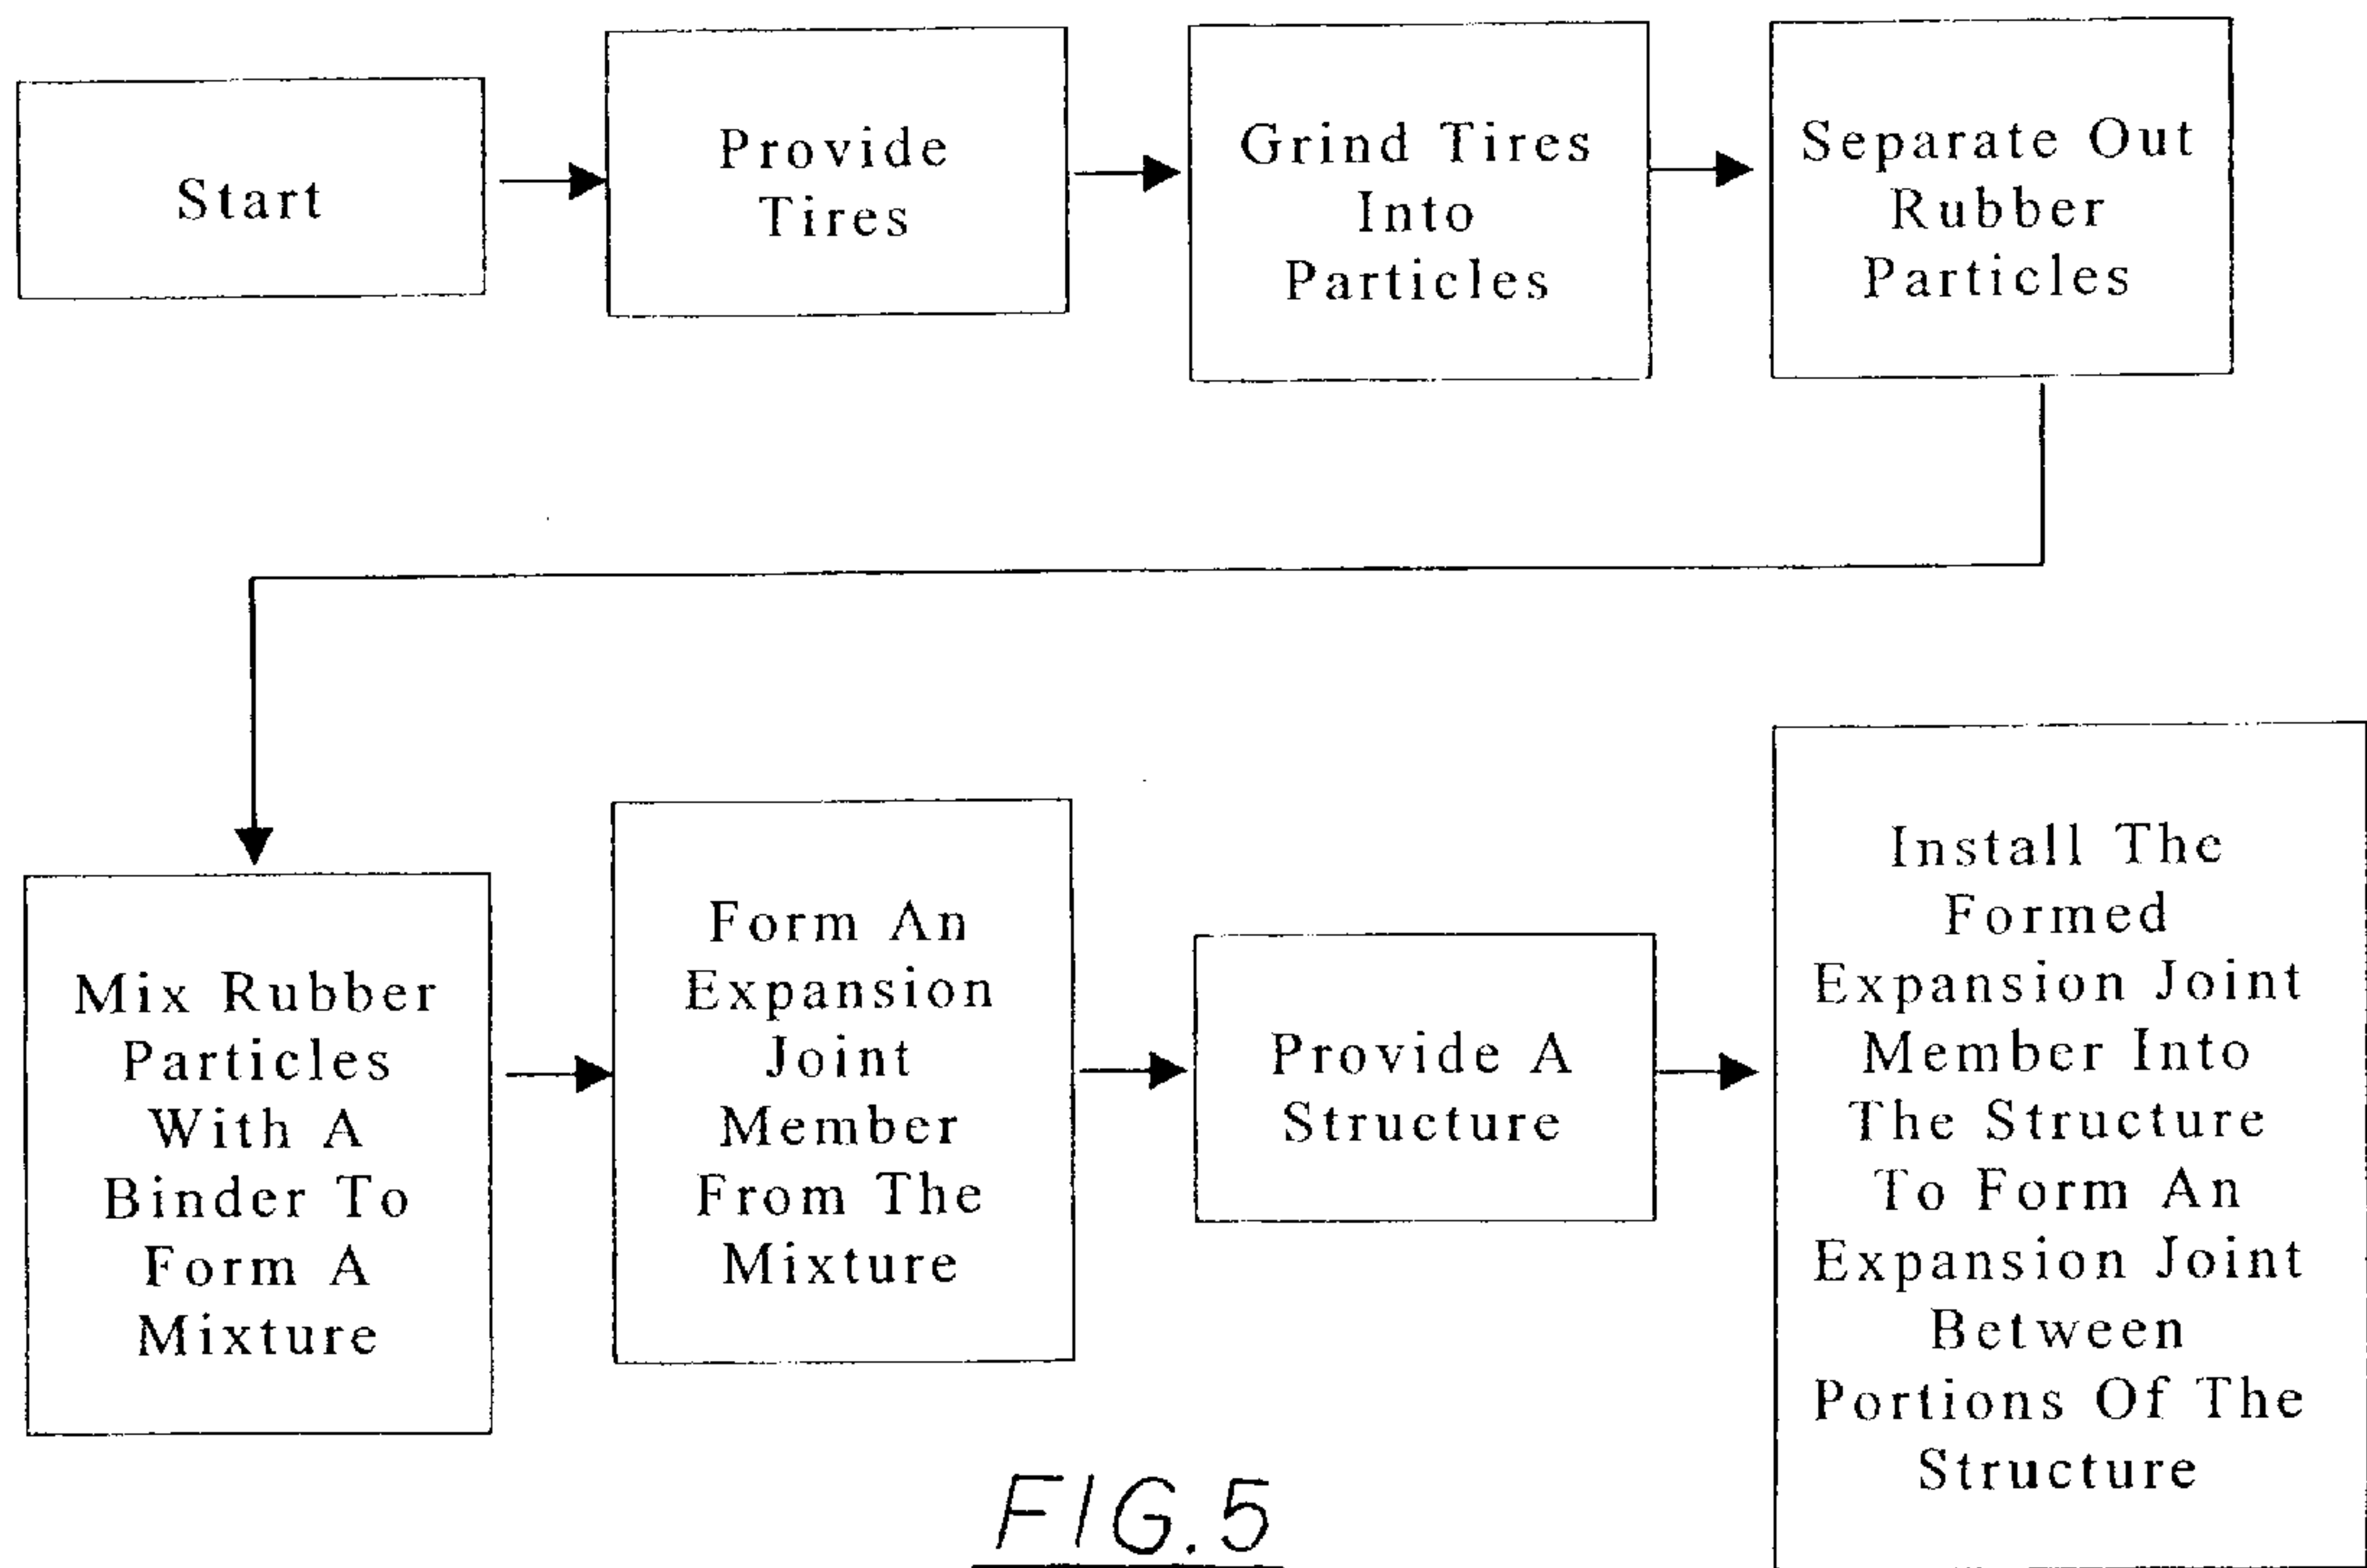 Start
Provide
Tires
Grind Tires
Into
Particles
Separate Out
Rubber
Particles
Mix Rubber
Particles
With A
Binder To
Form A
Mixture
Form An
Expansion
Joint
Member
From The
Mixture
Provide A
Structure
Install The
Formed
Expansion Joint
Member Into
The Structure
To Form An
Expansion Joint
Between
Portions Of The
Structure
FIG.5